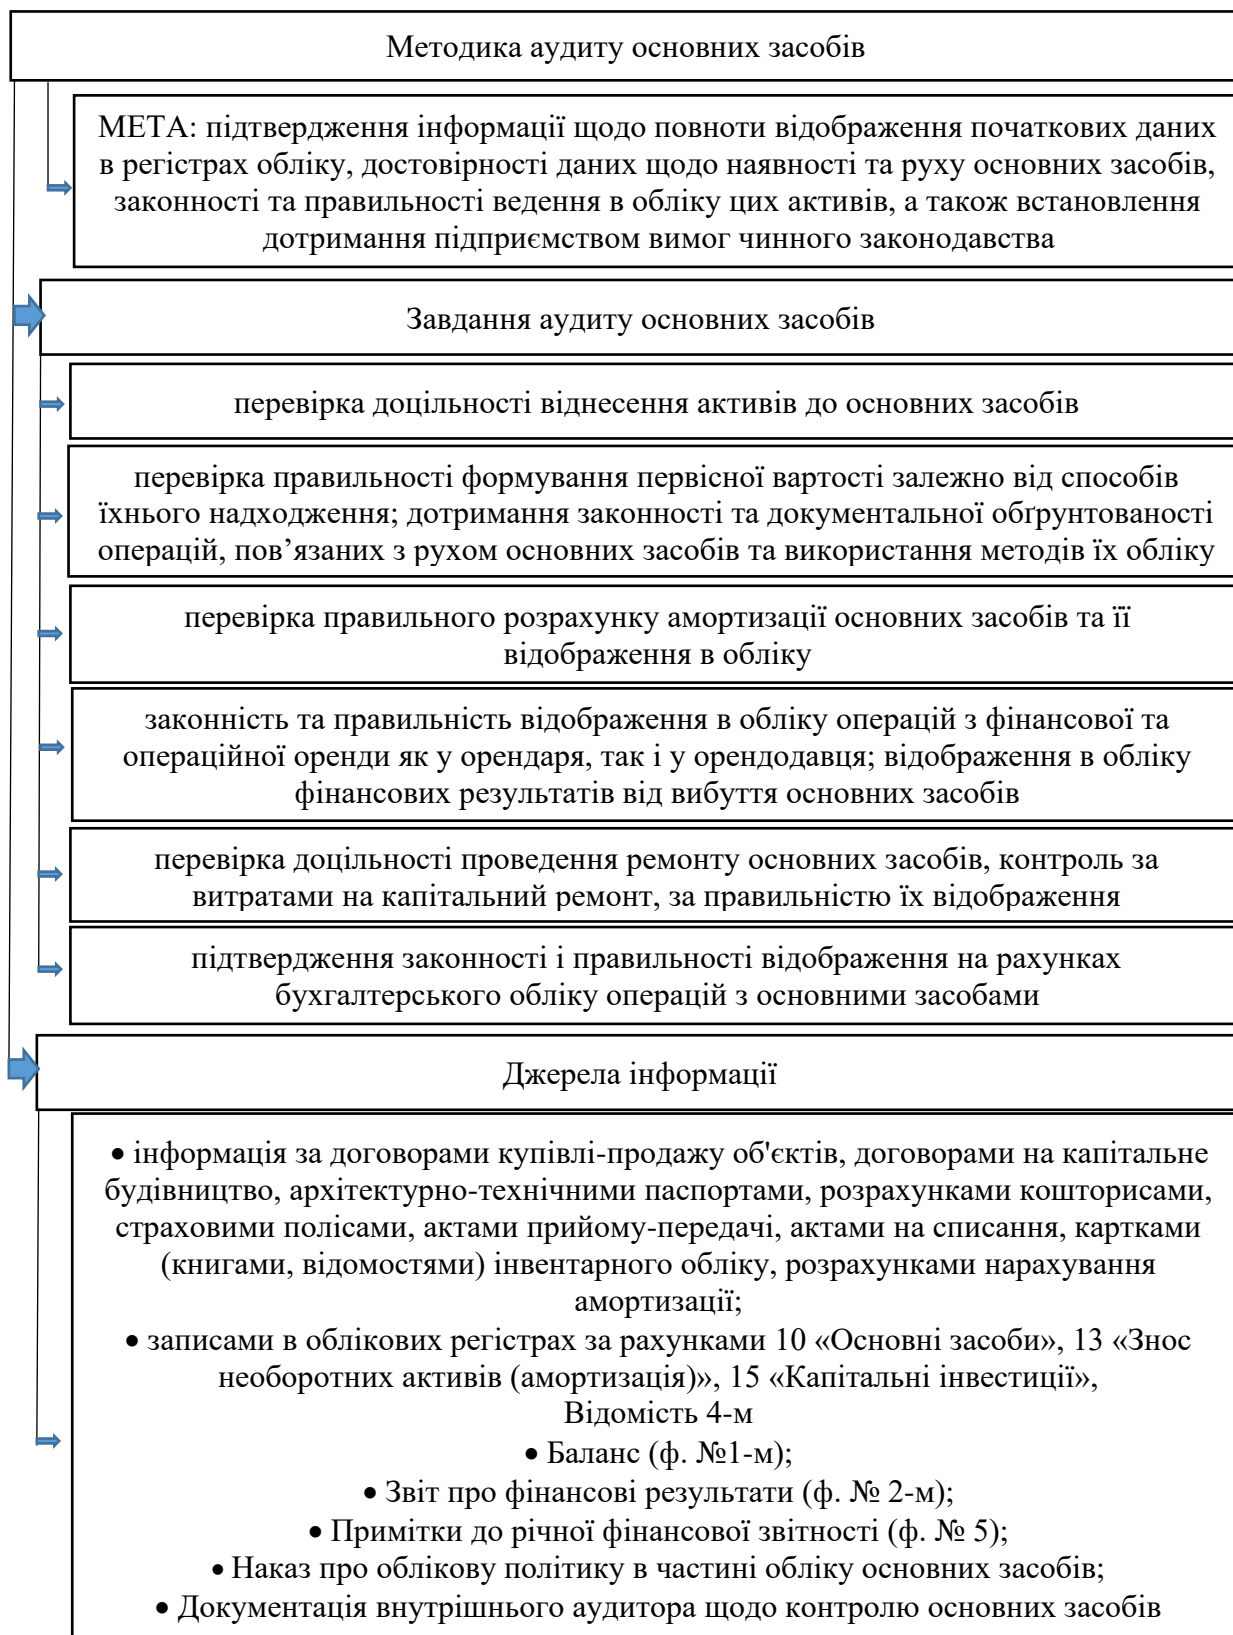 Методика аудиту основних засобів
МЕТА: підтвердження інформації щодо повноти відображення початкових даних
в регістрах обліку, достовірності даних щодо наявності та руху основних засобів,
законності та правильності ведення в обліку цих активів, а також встановлення
дотримання підприємством вимог чинного законодавства
Завдання аудиту основних засобів
перевірка доцільності віднесення активів до основних засобів
перевірка правильності формування первісної вартості залежно від способів
їхнього надходження; дотримання законності та документальної обґрунтованості
операцій, пов’язаних з рухом основних засобів та використання методів їх обліку
перевірка правильного розрахунку амортизації основних засобів та її
відображення в обліку
законність та правильність відображення в обліку операцій з фінансової та
операційної оренди як у орендаря, так і у орендодавця; відображення в обліку
фінансових результатів від вибуття основних засобів
перевірка доцільності проведення ремонту основних засобів, контроль за
витратами на капітальний ремонт, за правильністю їх відображення
підтвердження законності і правильності відображення на рахунках
бухгалтерського обліку операцій з основними засобами
Джерела інформації
• інформація за договорами купівлі-продажу об'єктів, договорами на капітальне
будівництво, архітектурно-технічними паспортами, розрахунками кошторисами,
страховими полісами, актами прийому-передачі, актами на списання, картками
(книгами, відомостями) інвентарного обліку, розрахунками нарахування
амортизації;
• записами в облікових регістрах за рахунками 10 «Основні засоби», 13 «Знос
необоротних активів (амортизація)», 15 «Капітальні інвестиції»,
Відомість 4-м
• Баланс (ф. №1-м);
• Звіт про фінансові результати (ф. № 2-м);
• Примітки до річної фінансової звітності (ф. № 5);
• Наказ про облікову політику в частині обліку основних засобів;
• Документація внутрішнього аудитора щодо контролю основних засобів